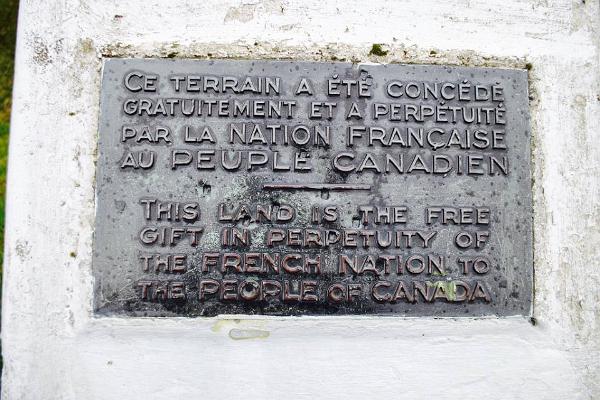 CE TERRAIN A ÉTÉ CONCÉDÉ
GRATUITEMENT ET A PERPÉTUITÉ
PAR LA NATION FRANÇAISE
AU PEUPLE CANADIEN
THIS LAND IS THE FREE
GIFT IN PERPETUITY OF
THE FRENCH NATION TO
THE PEOPLE OF CANADA